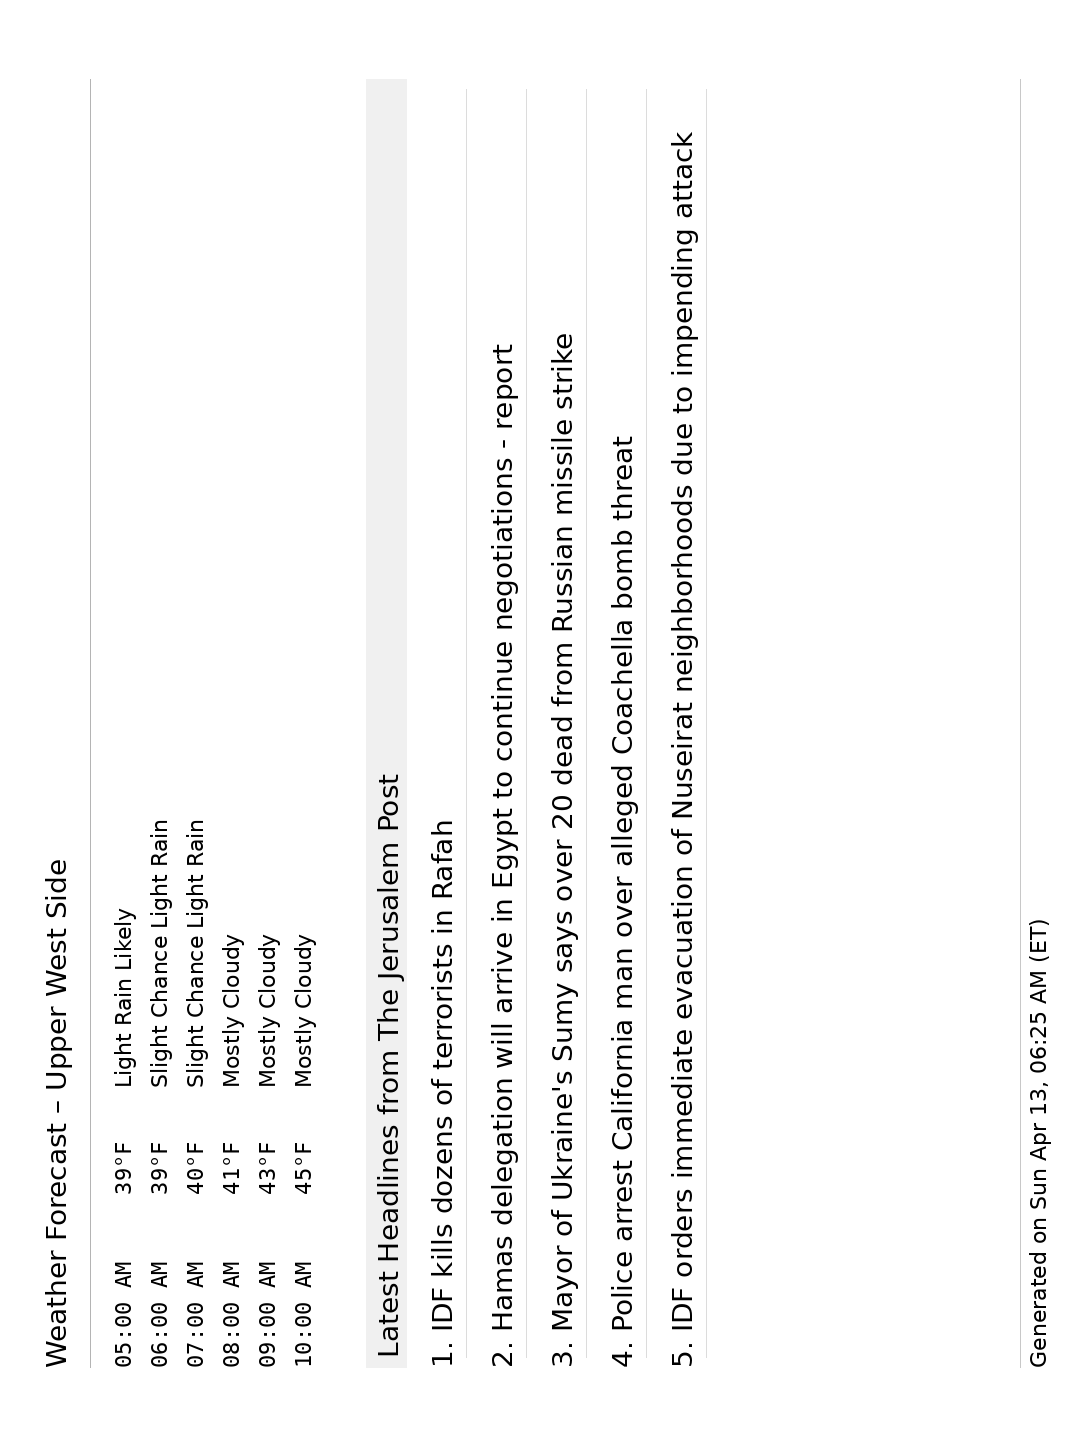 Weather Forecast – Upper West Side
05:00 AM 39°F Light Rain Likely
06:00 AM 39°F Slight Chance Light Rain
07:00 AM 40°F Slight Chance Light Rain
08:00 AM 41°F Mostly Cloudy
09:00 AM 43°F Mostly Cloudy
10:00 AM 45°F Mostly Cloudy
Latest Headlines from The Jerusalem Post
1. IDF kills dozens of terrorists in Rafah
2. Hamas delegation will arrive in Egypt to continue negotiations - report
3. Mayor of Ukraine's Sumy says over 20 dead from Russian missile strike
4. Police arrest California man over alleged Coachella bomb threat
5. IDF orders immediate evacuation of Nuseirat neighborhoods due to impending attack
Generated on Sun Apr 13, 06:25 AM (ET)